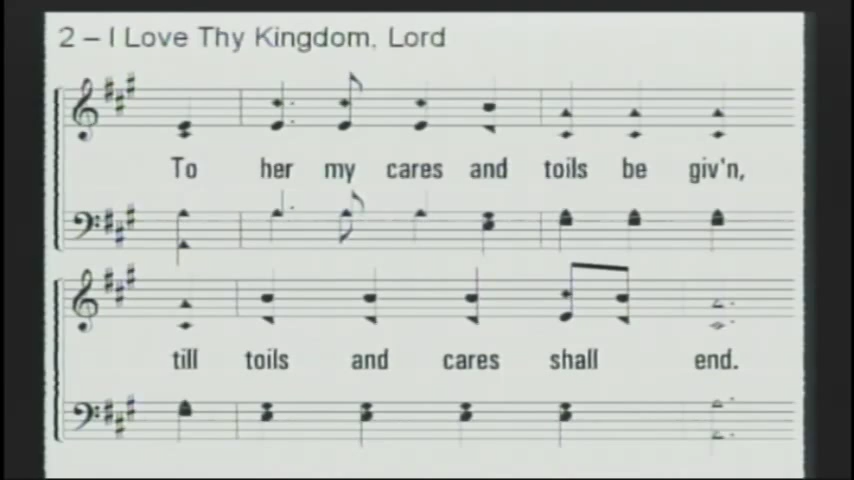 2 – I Love Thy Kingdom, Lord
To her my cares and toils be giv'n,
till toils and cares shall end.